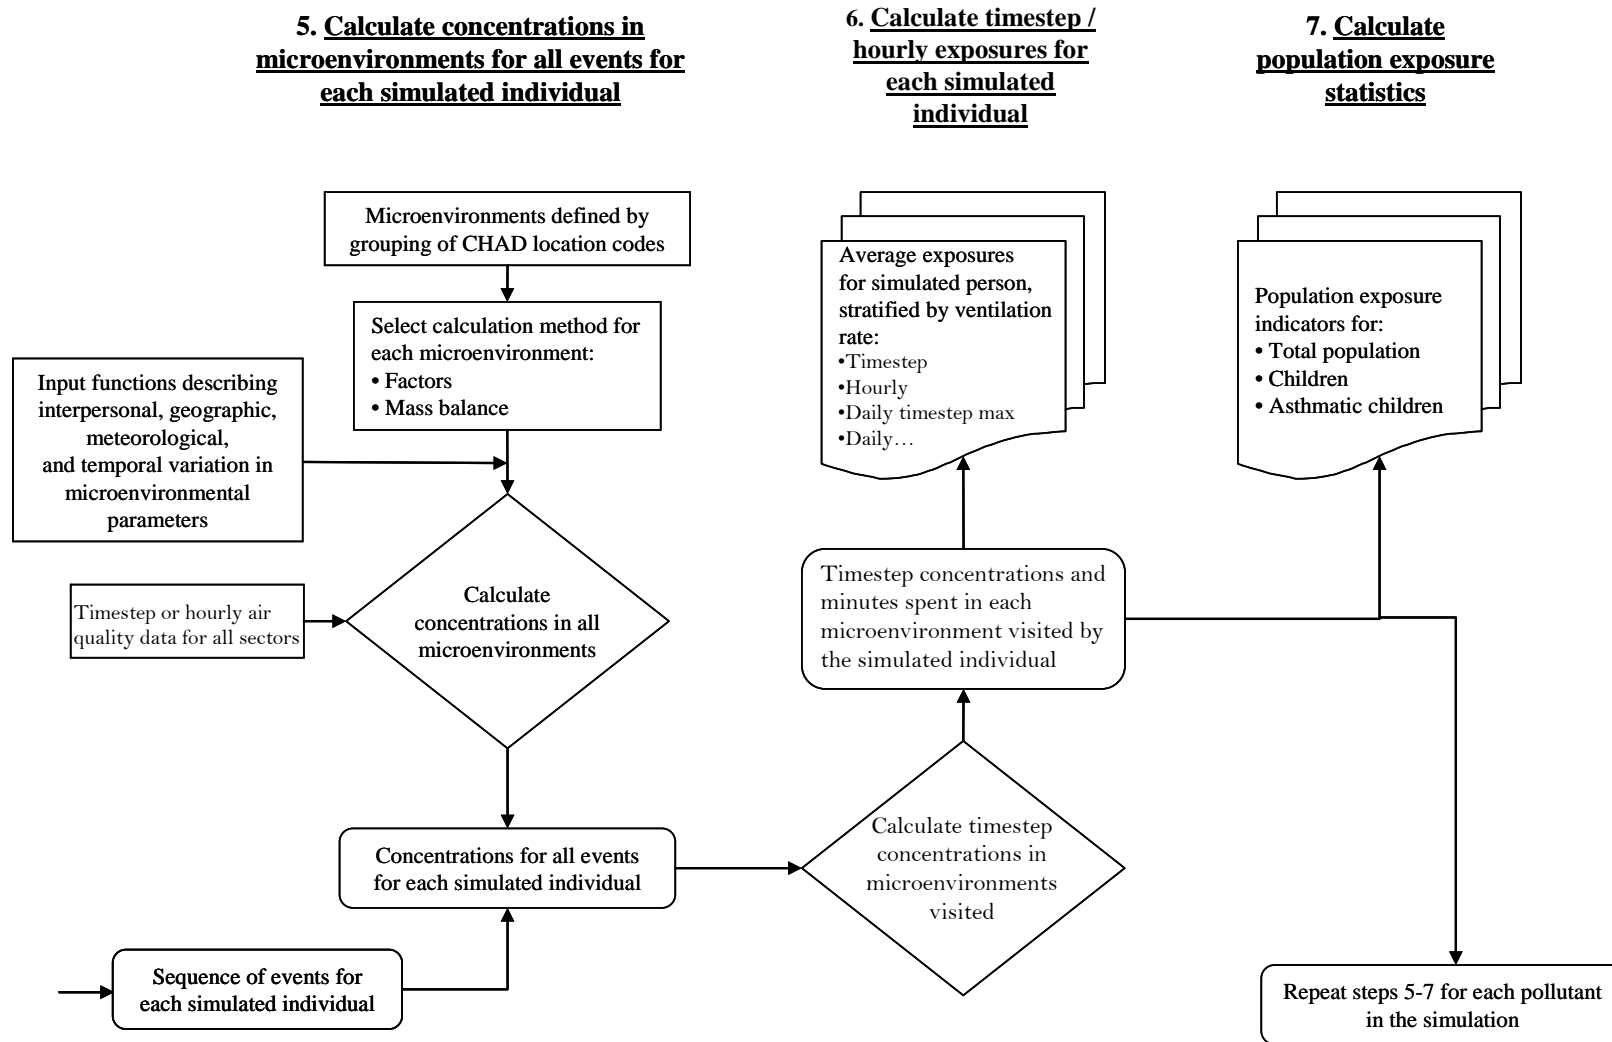 5. Calculate concentrations in
microenvironments for all events for
each simulated individual
6. Calculate timestep /
hourly exposures for
each simulated
individual
7. Calculate
population exposure
statistics
Microenvironments defined by
grouping of CHAD location codes
Select calculation method for
each microenvironment:
• Factors
• Mass balance
Input functions describing
interpersonal, geographic,
meteorological,
and temporal variation in
microenvironmental
parameters
Timestep or hourly air
quality data for all sectors
Calculate
concentrations in all
microenvironments
Concentrations for all events
for each simulated individual
Sequence of events for
each simulated individual
Average exposures
for simulated person,
stratified by ventilation
rate:
•Timestep
•Hourly
•Daily timestep max
•Daily…
Timestep concentrations and
minutes spent in each
microenvironment visited by
the simulated individual
Calculate timestep
concentrations in
microenvironments
visited
Population exposure
indicators for:
• Total population
• Children
• Asthmatic children
Repeat steps 5-7 for each pollutant
in the simulation